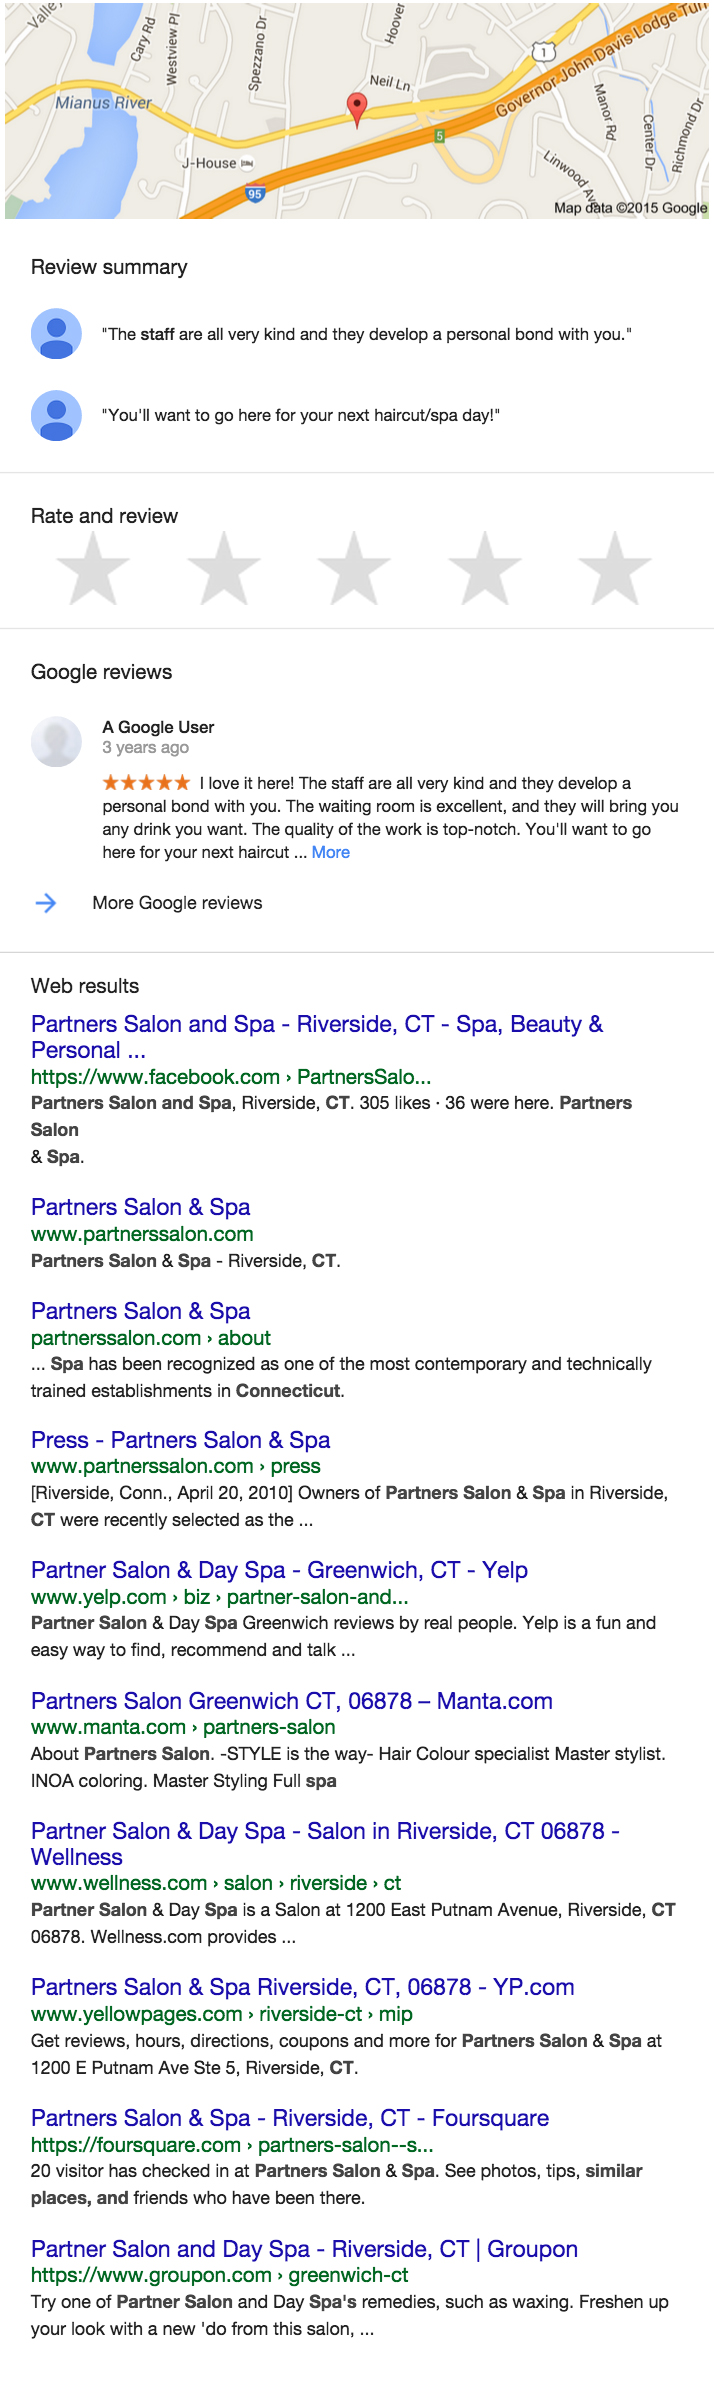 Valley
Cary Rd
Westview Pl
Spezzano Dr
Hoover
1
Governor John Davis Lodge Turn
Neil Ln
Mianus River
5
Manor Rd
Center Dr
Richmond Dr
J-House
Linwood Ave
95
Map data ©2015 Google
Review summary
"The staff are all very kind and they develop a personal bond with you."
"You'll want to go here for your next haircut/spa day!"
Rate and review
Google reviews
A Google User
3 years ago
I love it here! The staff are all very kind and they develop a
personal bond with you. The waiting room is excellent, and they will bring you
any drink you want. The quality of the work is top-notch. You'll want to go
here for your next haircut ... More
More Google reviews
Web results
Partners Salon and Spa - Riverside, CT - Spa, Beauty &
Personal ...
https://www.facebook.com › PartnersSalo...
Partners Salon and Spa, Riverside, CT. 305 likes · 36 were here. Partners
Salon
& Spa.
Partners Salon & Spa
www.partnerssalon.com
Partners Salon & Spa - Riverside, CT.
Partners Salon & Spa
partnerssalon.com › about
... Spa has been recognized as one of the most contemporary and technically
trained establishments in Connecticut.
Press - Partners Salon & Spa
www.partnerssalon.com › press
[Riverside, Conn., April 20, 2010] Owners of Partners Salon & Spa in Riverside,
CT were recently selected as the ...
Partner Salon & Day Spa - Greenwich, CT - Yelp
www.yelp.com › biz › partner-salon-and...
Partner Salon & Day Spa Greenwich reviews by real people. Yelp is a fun and
easy way to find, recommend and talk ...
Partners Salon Greenwich CT, 06878 – Manta.com
www.manta.com › partners-salon
About Partners Salon. -STYLE is the way- Hair Colour specialist Master stylist.
INOA coloring. Master Styling Full spa
Partner Salon & Day Spa - Salon in Riverside, CT 06878 -
Wellness
www.wellness.com › salon › riverside › ct
Partner Salon & Day Spa is a Salon at 1200 East Putnam Avenue, Riverside, CT
06878. Wellness.com provides ...
Partners Salon & Spa Riverside, CT, 06878 - YP.com
www.yellowpages.com › riverside-ct › mip
Get reviews, hours, directions, coupons and more for Partners Salon & Spa at
1200 E Putnam Ave Ste 5, Riverside, CT.
Partners Salon & Spa - Riverside, CT - Foursquare
https://foursquare.com › partners-salon--s...
20 visitor has checked in at Partners Salon & Spa. See photos, tips, similar
places, and friends who have been there.
Partner Salon and Day Spa - Riverside, CT | Groupon
https://www.groupon.com › greenwich-ct
Try one of Partner Salon and Day Spa's remedies, such as waxing. Freshen up
your look with a new 'do from this salon, ...